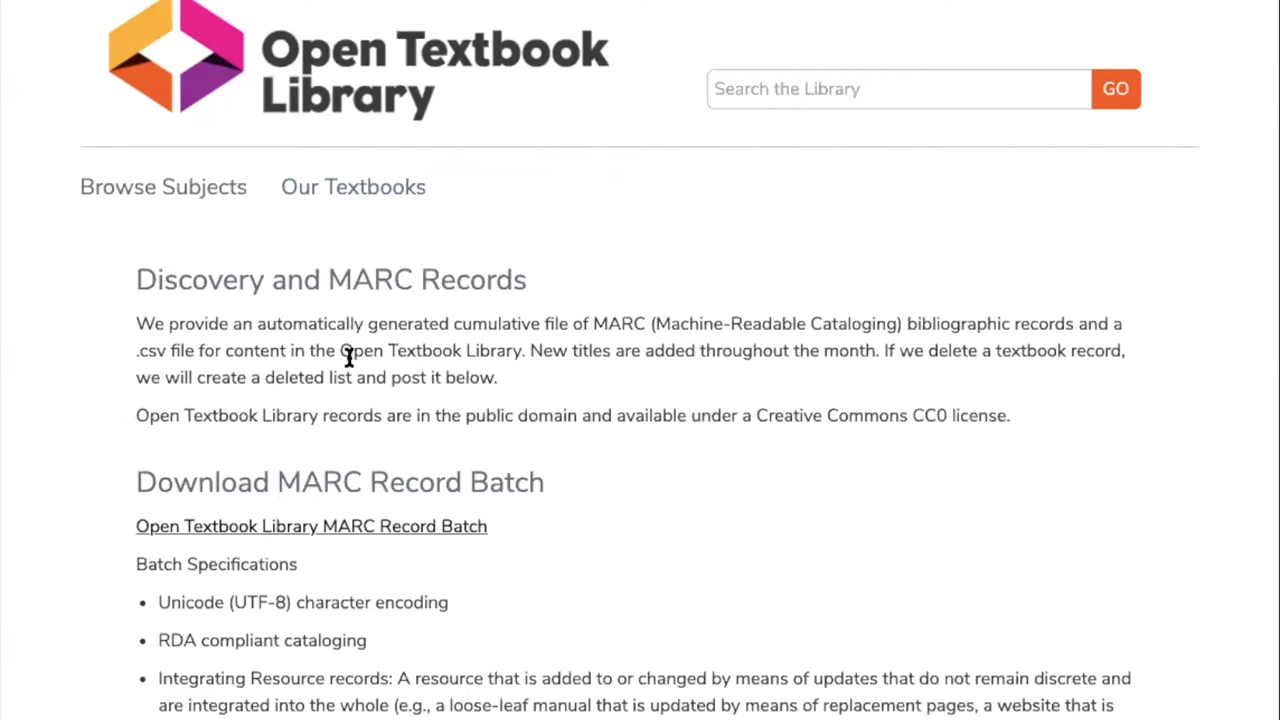 Open Textbook
Library
Search the Library
GO
Browse Subjects
Our Textbooks
Discovery and MARC Records
We provide an automatically generated cumulative file of MARC (Machine-Readable Cataloging) bibliographic records and a
.csv file for content in the Open Textbook Library. New titles are added throughout the month. If we delete a textbook record,
we will create a deleted list and post it below.
Open Textbook Library records are in the public domain and available under a Creative Commons CC0 license.
Download MARC Record Batch
Open Textbook Library MARC Record Batch
Batch Specifications
• Unicode (UTF-8) character encoding
• RDA compliant cataloging
• Integrating Resource records: A resource that is added to or changed by means of updates that do not remain discrete and
are integrated into the whole (e.g., a loose-leaf manual that is updated by means of replacement pages, a website that is